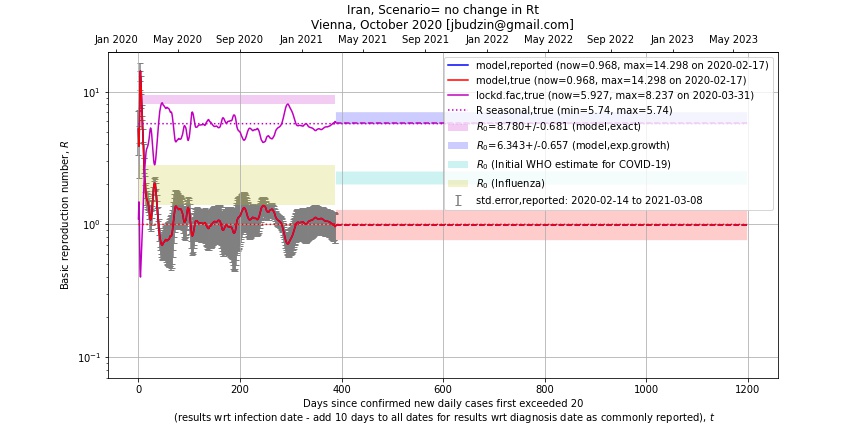 Iran, Scenario= no change in Rt
Vienna, October 2020 [jbudzin@gmail.com]
Jan 2020 May 2020 Sep 2020 Jan 2021 May 2021 Sep 2021 Jan 2022 May 2022 Sep 2022 Jan 2023 May 2023
model,reported (now=0.968, max=14.298 on 2020-02-17)
model,true (now=0.968, max=14.298 on 2020-02-17)
lockd.fac,true (now=5.927, max=8.237 on 2020-03-31)
R seasonal,true (min=5.74, max=5.74)
R₀=8.780+/-0.681 (model,exact)
R₀=6.343+/-0.657 (model,exp.growth)
R₀ (Initial WHO estimate for COVID-19)
R₀ (Influenza)
std.error,reported: 2020-02-14 to 2021-03-08
Basic reproduction number, R
10¹
10⁰
10⁻¹
0 200 400 600 800 1000 1200
Days since confirmed new daily cases first exceeded 20
(results wrt infection date - add 10 days to all dates for results wrt diagnosis date as commonly reported), t